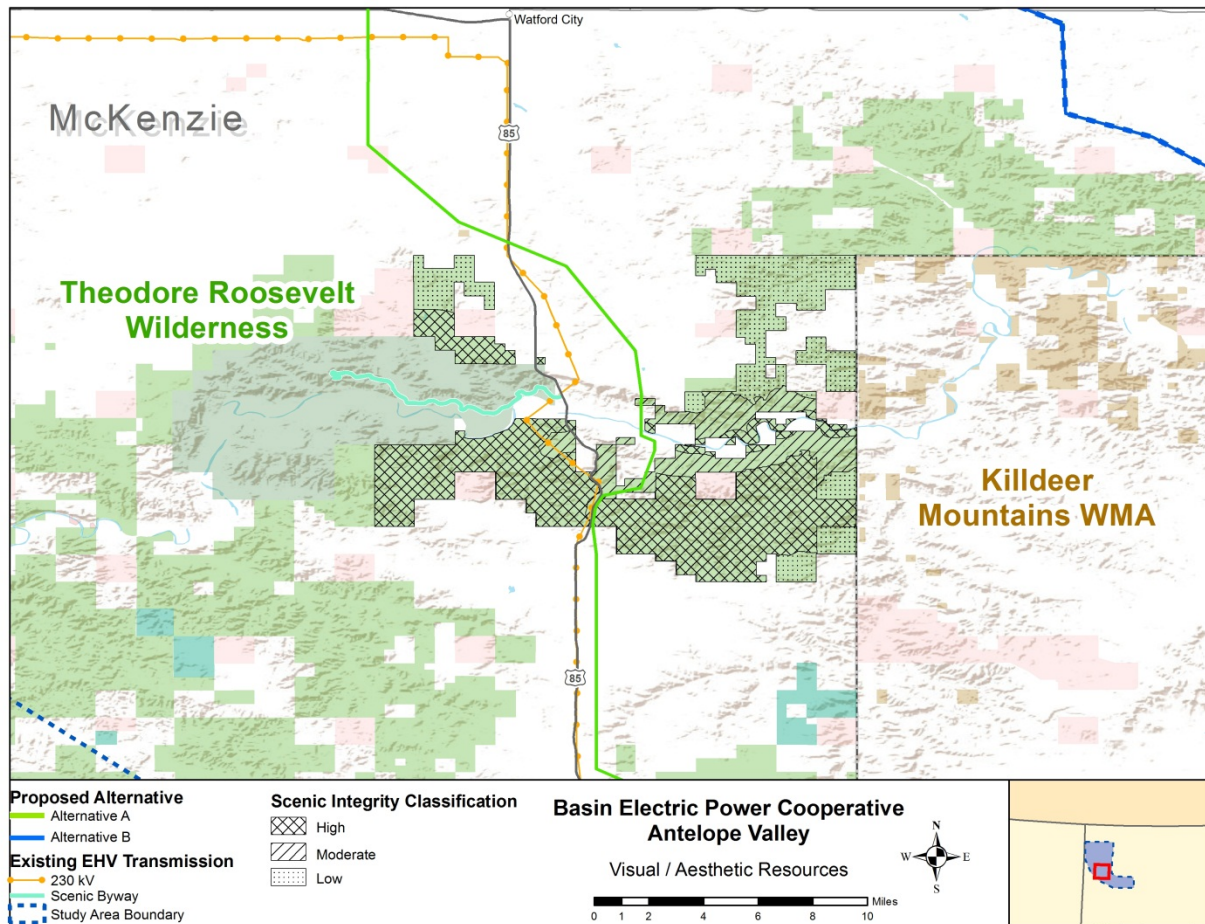 Watford City
McKenzie
85
Theodore Roosevelt
Wilderness
Killdeer
Mountains WMA
85
Proposed Alternative
Alternative A
Alternative B
Existing EHV Transmission
230 kV
Scenic Byway
Study Area Boundary
Scenic Integrity Classification
High
Moderate
Low
Basin Electric Power Cooperative
Antelope Valley
Visual / Aesthetic Resources
0 1 2 4 6 8 10 Miles
N
W E
S